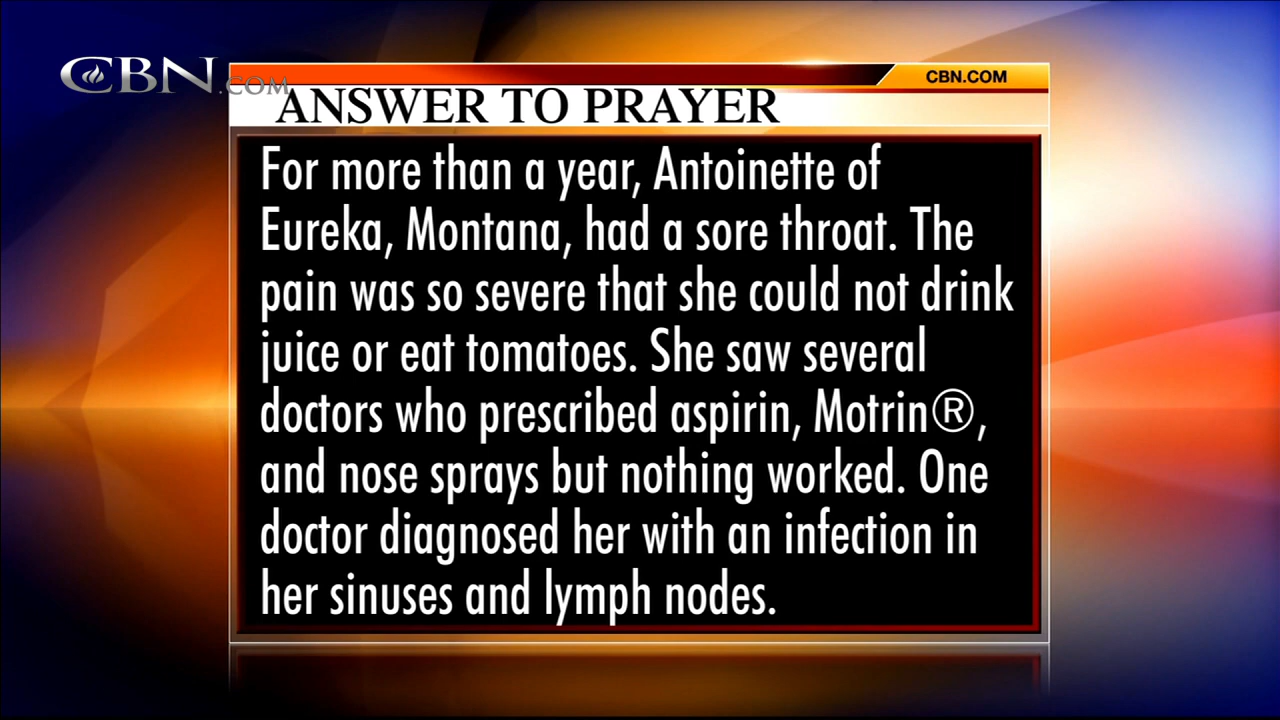 CBN.COM
CBN.COM
ANSWER TO PRAYER
For more than a year, Antoinette of
Eureka, Montana, had a sore throat. The
pain was so severe that she could not drink
juice or eat tomatoes. She saw several
doctors who prescribed aspirin, Motrin®,
and nose sprays but nothing worked. One
doctor diagnosed her with an infection in
her sinuses and lymph nodes.